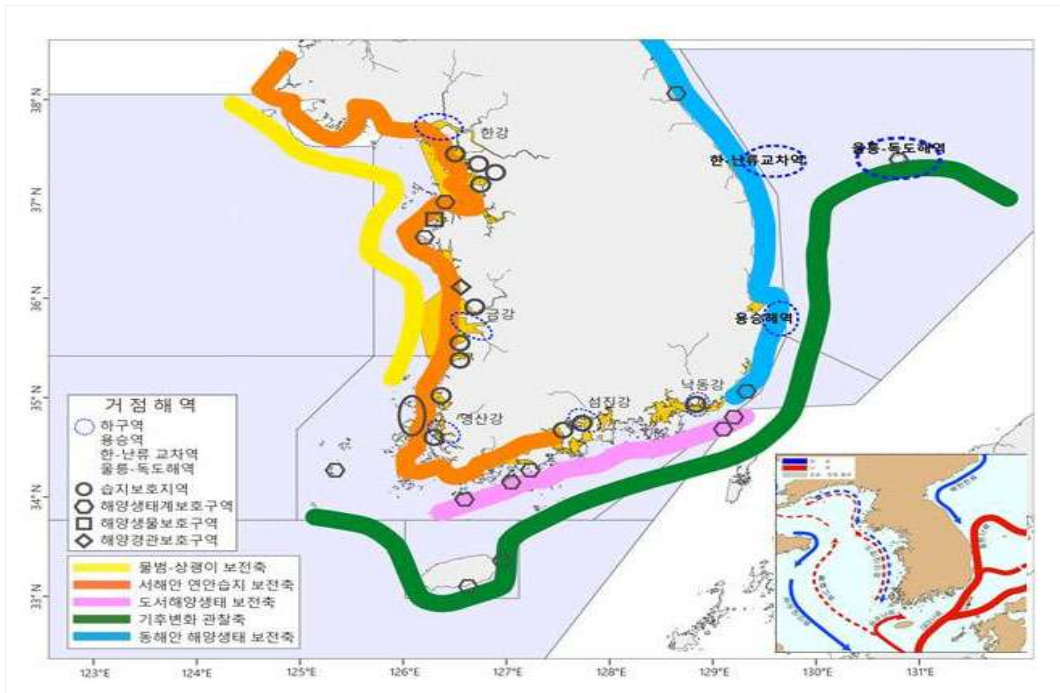 38°N
37°N
36°N
35°N
34°N
33°N
123°E
124°E
125°E
126°E
127°E
128°E
129°E
130°E
131°E
한강
금강
영산강
섬진강
낙동강
한·난류교차역
울릉-독도해역
용승해역
거점해역
하구역
용승역
한-난류 교차역
울릉-독도해역
습지보호지역
해양생태계보호구역
해양생물보호구역
해양경관보호구역
물범-상괭이 보전축
서해안 연안습지 보전축
도서해양생태 보전축
기후변화 관찰축
동해안 해양생태 보전축